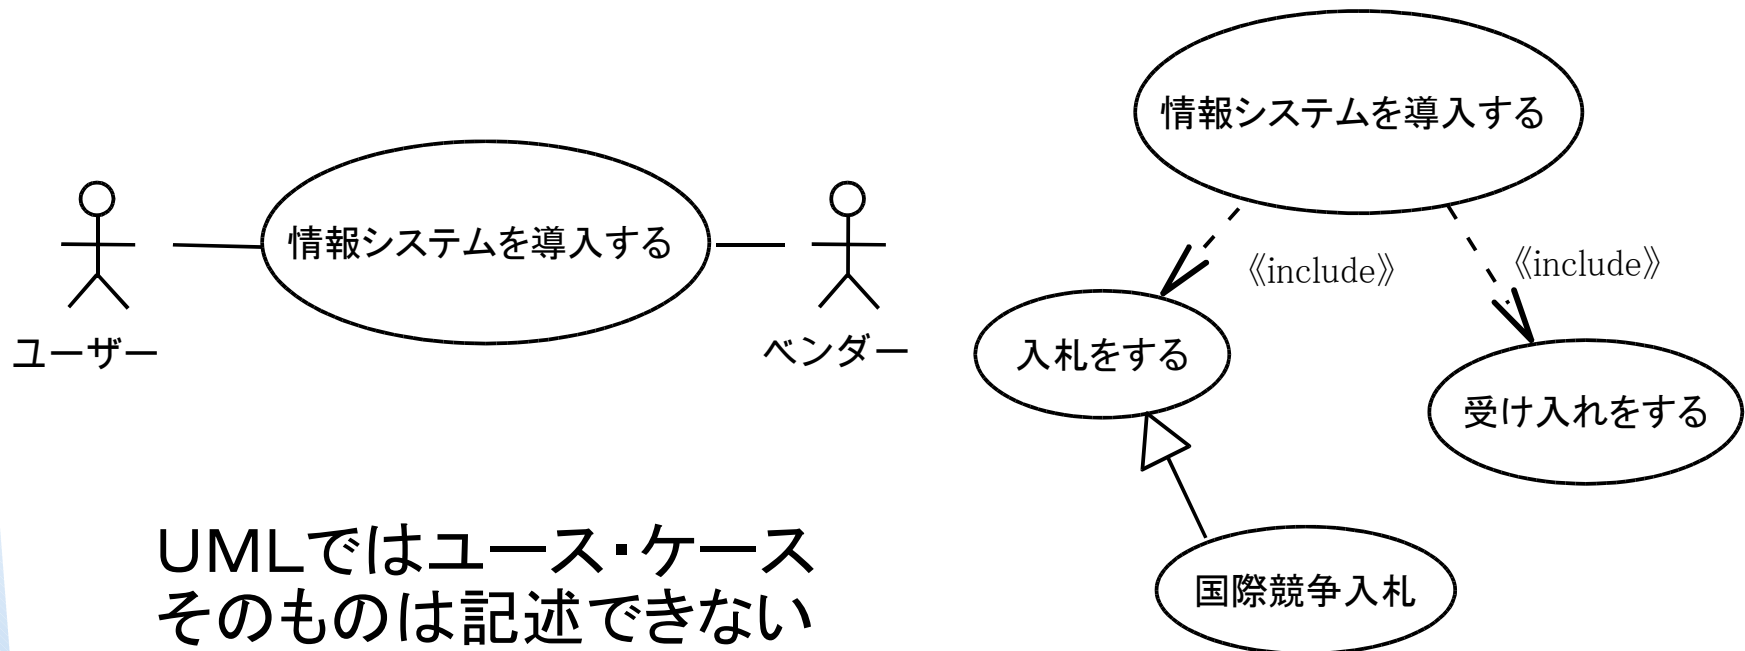 情報システムを導入する
ユーザー
ベンダー
情報システムを導入する
《include》
《include》
入札をする
受け入れをする
国際競争入札
UMLではユース・ケース
そのものは記述できない